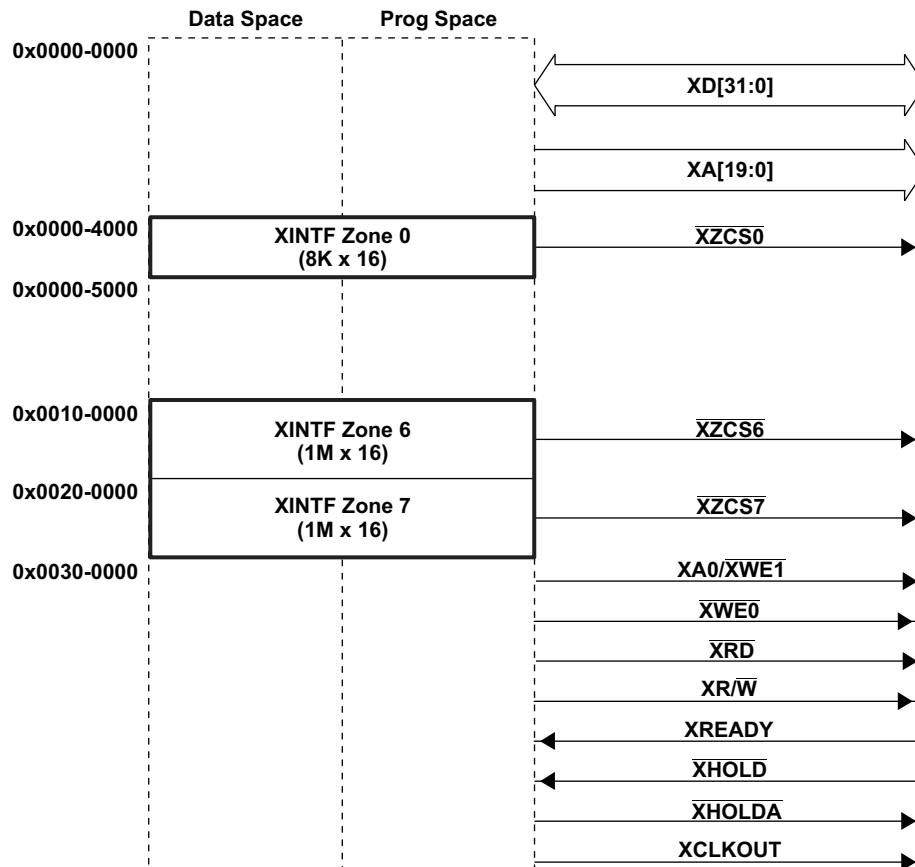 Data Space Prog Space
0x0000-0000
XD[31:0]
XA[19:0]
0x0000-4000
XINTF Zone 0
(8K x 16)
XZCS0
0x0000-5000
0x0010-0000
XINTF Zone 6
(1M x 16)
XZCS6
0x0020-0000
XINTF Zone 7
(1M x 16)
XZCS7
0x0030-0000
XA0/XWE1
XWE0
XRD
XR/W
XREADY
XHOLD
XHOLDA
XCLKOUT